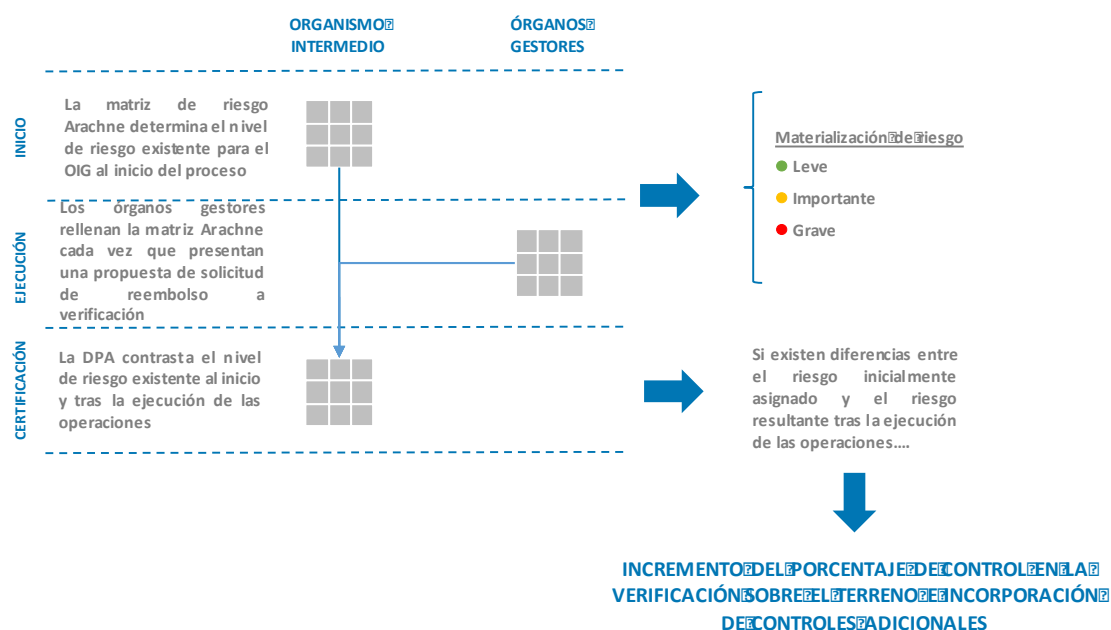 ORGANISMO
INTERMEDIO
ÓRGANOS
GESTORES
INICIO
La matriz de riesgo
Arachne determina el nivel
de riesgo existente para el
OIG al inicio del proceso
Materialización de riesgo
Leve
Importante
Grave
EJECUCIÓN
Los órganos gestores
rellenan la matriz Arachne
cada vez que presentan
una propuesta de solicitud
de reembolso a
verificación
CERTIFICACIÓN
La DPA contrasta el nivel
de riesgo existente al inicio
y tras la ejecución de las
operaciones
Si existen diferencias entre
el riesgo inicialmente
asignado y el riesgo
resultante tras la ejecución
de las operaciones....
INCREMENTO DEL PORCENTAJE DE CONTROL EN LA
VERIFICACIÓN SOBRE EL TERRENO E INCORPORACIÓN
DE CONTROLES ADICIONALES